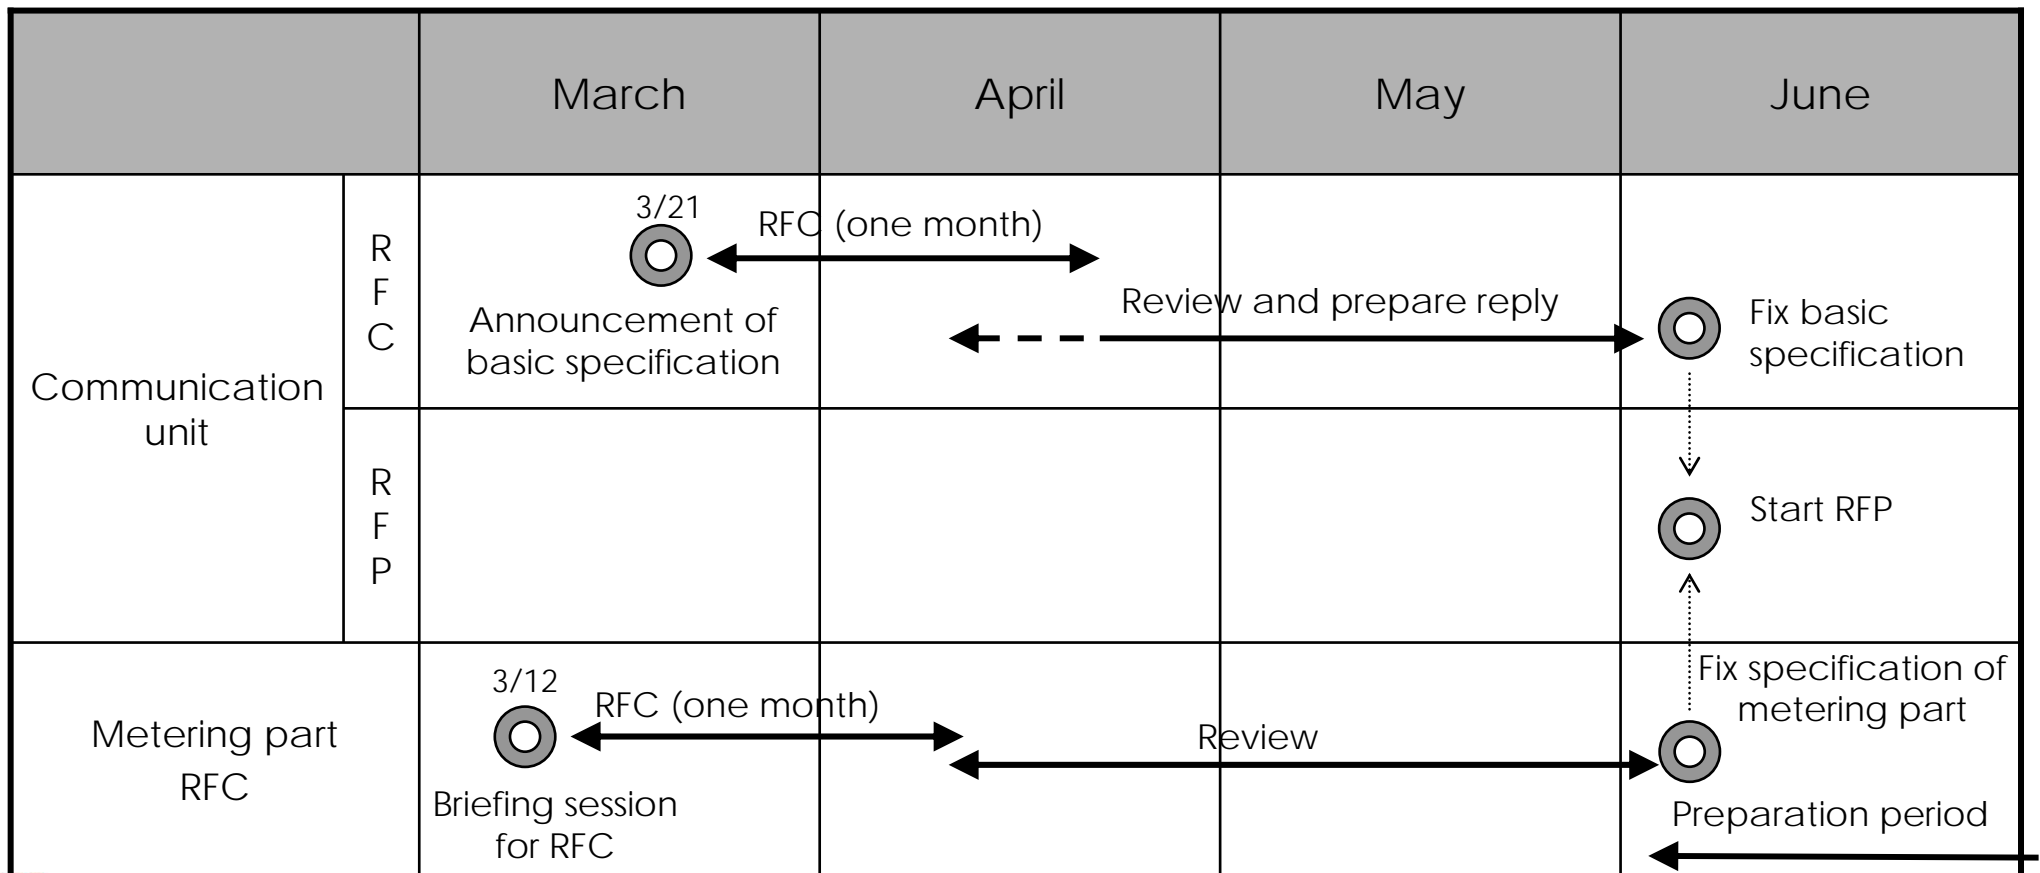 March
April
May
June
Communication
unit
R
F
C
3/21
RFC (one month)
Announcement of
basic specification
Review and prepare reply
Fix basic
specification
R
F
P
Start RFP
Metering part
RFC
3/12
RFC (one month)
Briefing session
for RFC
Review
Fix specification of
metering part
Preparation period